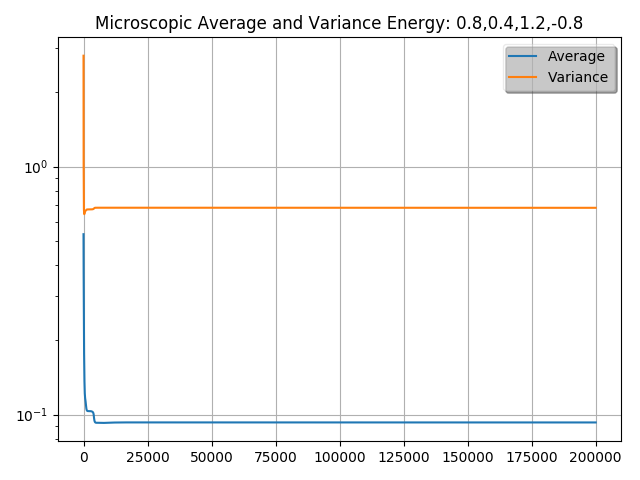 Microscopic Average and Variance Energy: 0.8,0.4,1.2,-0.8
Average
Variance
10⁰
10⁻¹
0 25000 50000 75000 100000 125000 150000 175000 200000